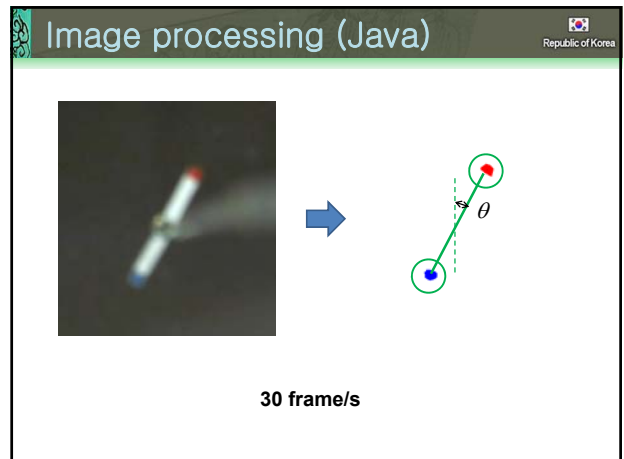 Image processing (Java)
Republic of Korea
θ
30 frame/s